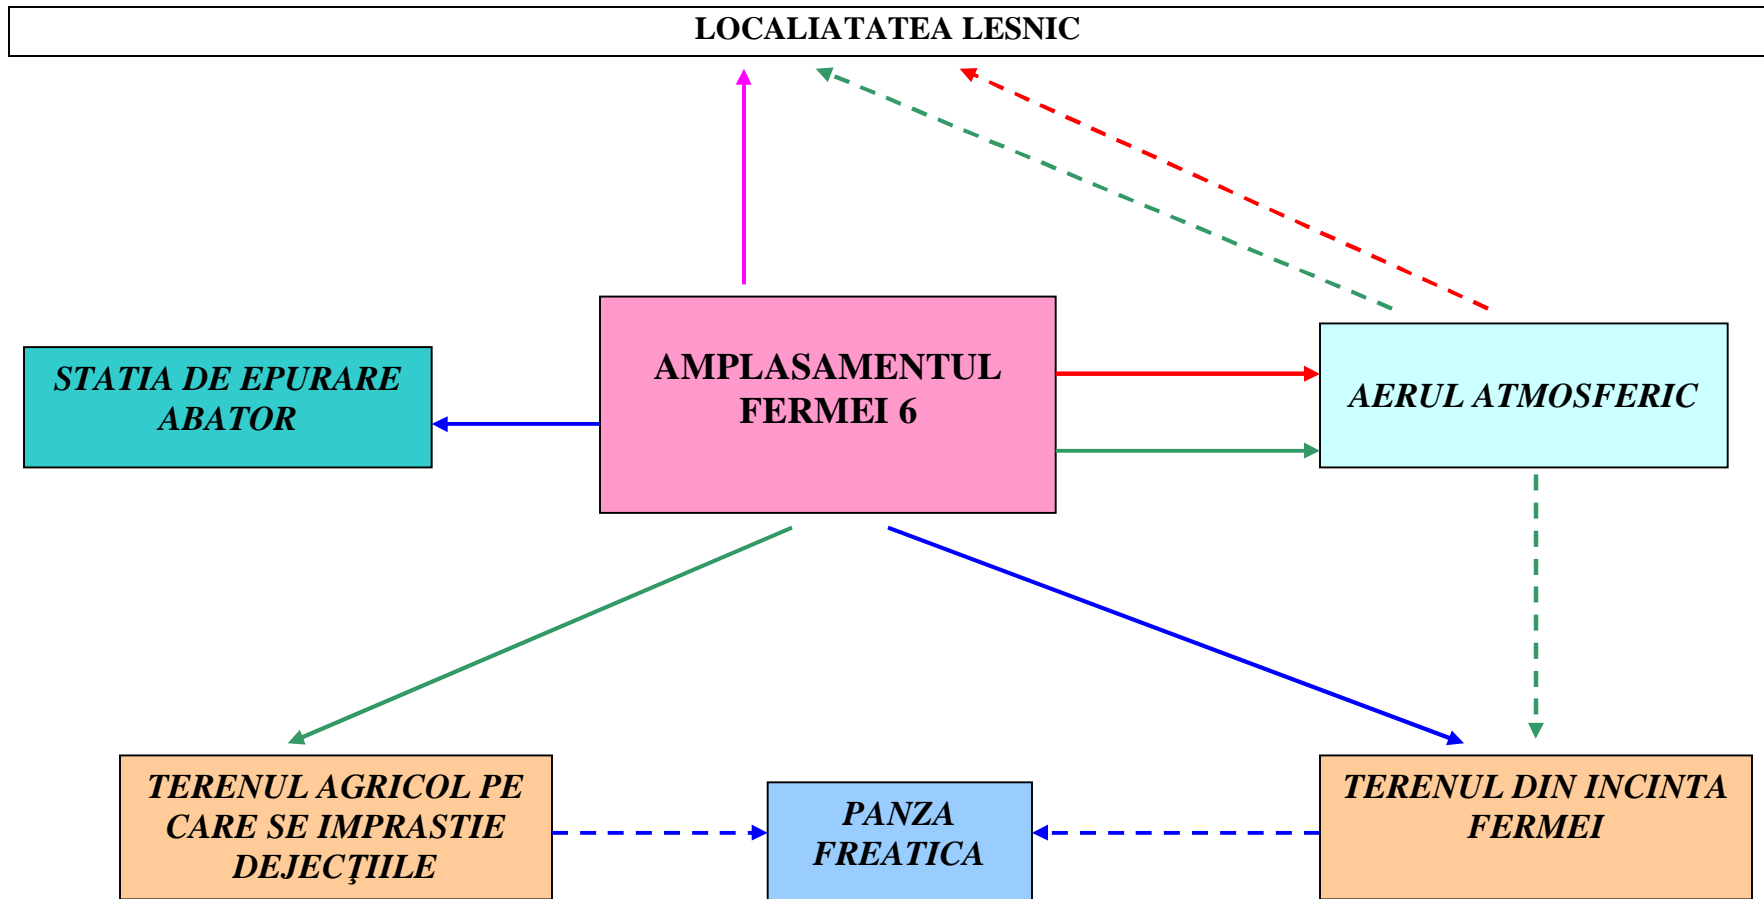 LOCALIATATEA LESNIC
STATIA DE EPURARE
ABATOR
AMPLASAMENTUL
FERMEI 6
AERUL ATMOSFERIC
TERENUL AGRICOL PE
CARE SE IMPRASTIE
DEJECŢIILE
PANZA
FREATICA
TERENUL DIN INCINTA
FERMEI